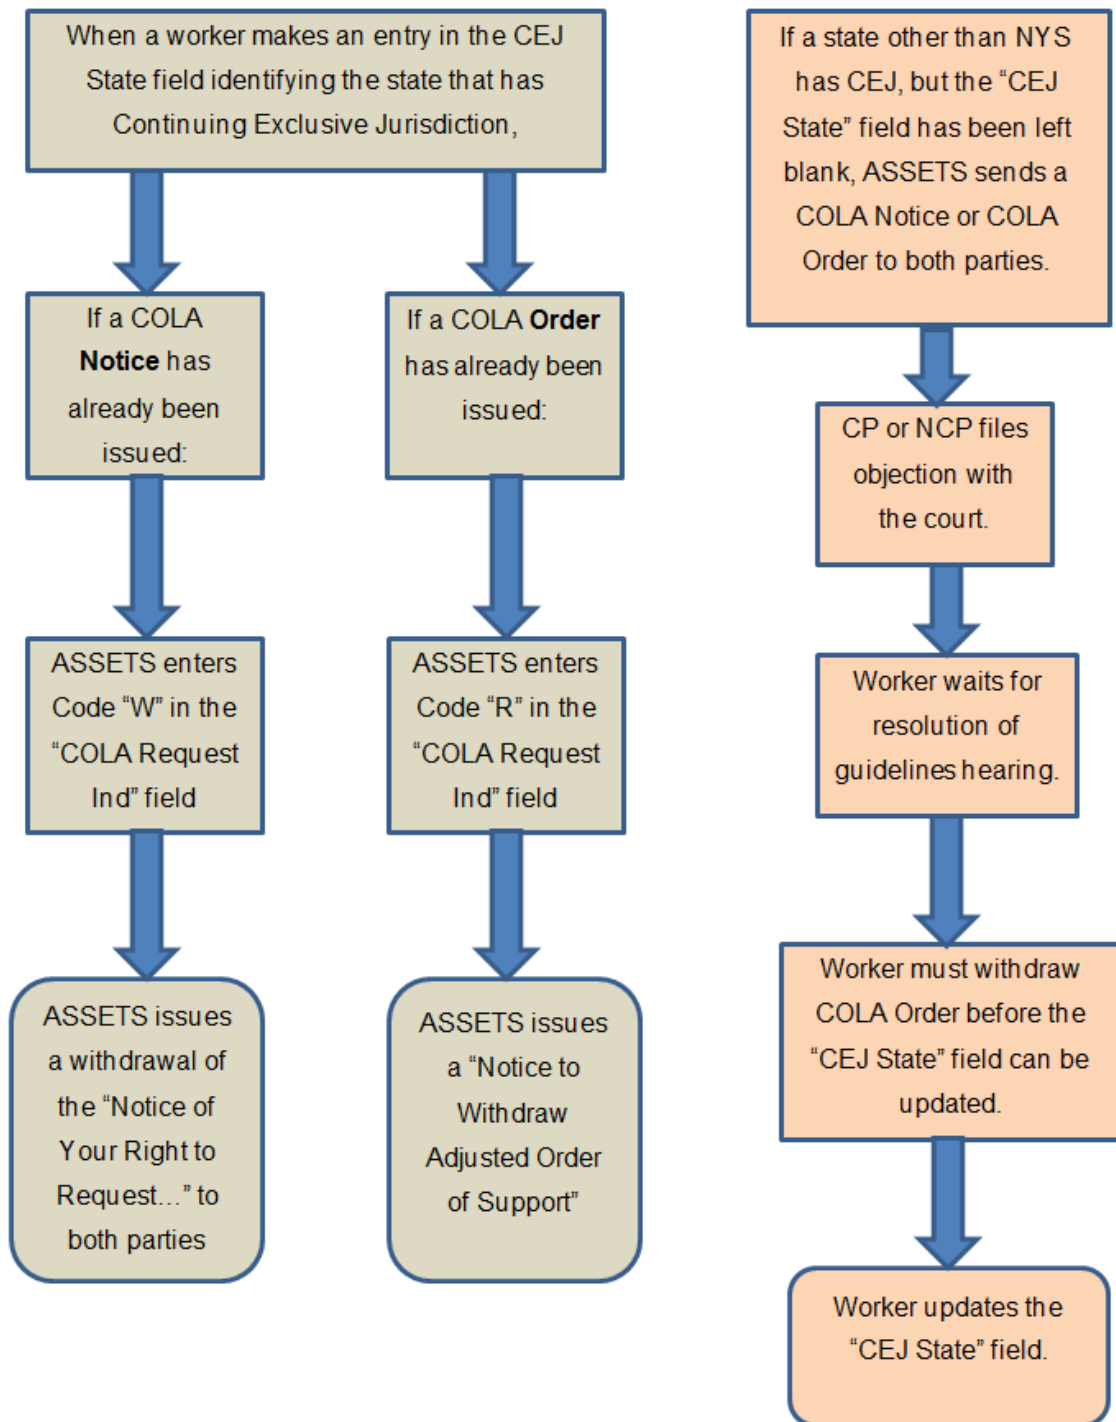 When a worker makes an entry in the CEJ
State field identifying the state that has
Continuing Exclusive Jurisdiction,
If a COLA
Notice has
already been
issued:
ASSETS enters
Code “W” in the
“COLA Request
Ind” field
ASSETS issues
a withdrawal of
the “Notice of
Your Right to
Request…” to
both parties
If a COLA Order
has already been
issued:
ASSETS enters
Code “R” in the
“COLA Request
Ind” field
ASSETS issues
a “Notice to
Withdraw
Adjusted Order
of Support”
If a state other than NYS
has CEJ, but the “CEJ
State” field has been left
blank, ASSETS sends a
COLA Notice or COLA
Order to both parties.
CP or NCP files
objection with
the court.
Worker waits for
resolution of
guidelines hearing.
Worker must withdraw
COLA Order before the
“CEJ State” field can be
updated.
Worker updates the
“CEJ State” field.